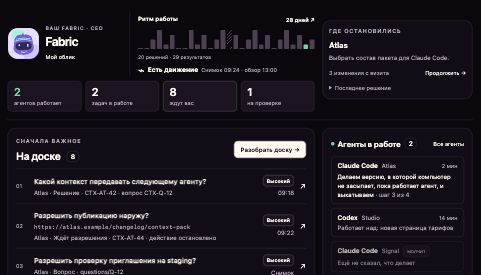 ВАШ FABRIC · CEO
Fabric
Мой облик
Ритм работы
28 дней ↗
20 решений · 29 результатов
Есть движение Снимок 09:24 · обзор 13:00
ГДЕ ОСТАНОВИЛИСЬ
Atlas
Выбрать состав пакета для Claude Code.
3 изменения с визита
Продолжить →
Последнее решение
2
агентов работает
2
задач в работе
8
ждут вас
1
на проверке
СНАЧАЛА ВАЖНОЕ
На доске 8
Разобрать доску →
01 Какой контекст передавать следующему агенту?
Высокий
Atlas · Решение · CTX-AT-42 · вопрос CTX-Q-12
09:18
02 Разрешить публикацию наружу?
Высокий
https://atlas.example/changelog/context-pack
Atlas · Ждёт разрешения · CTX-AT-44 · действие остановлено
09:22
03 Разрешить проверку приглашения на staging?
Высокий
Atlas · Вопрос · questions/Q-12
Снимок
Агенты в работе 2
Все агенты
Claude Code Atlas
2 мин
Делаем версию, в которой компьютер
не засыпает, пока работает агент, и
выкатываем · шаг 3 из 4
Codex Studio
14 мин
Работает над: новая страница тарифов
Claude Code Signal МОЛЧИТ
Ещё не сказал, что делает